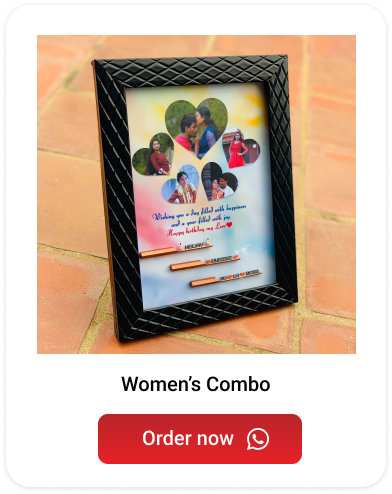 Wishing you a day filled with happiness
and a year filled with joy
Happy birthday my Love
Women's Combo
Order now